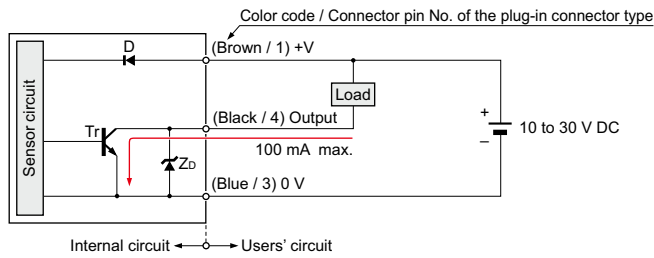 Color code / Connector pin No. of the plug-in connector type
D
(Brown / 1) +V
Load
Sensor circuit
Tr
(Black / 4) Output
+
10 to 30 V DC
–
100 mA max.
ZD
(Blue / 3) 0 V
Internal circuit
Users' circuit